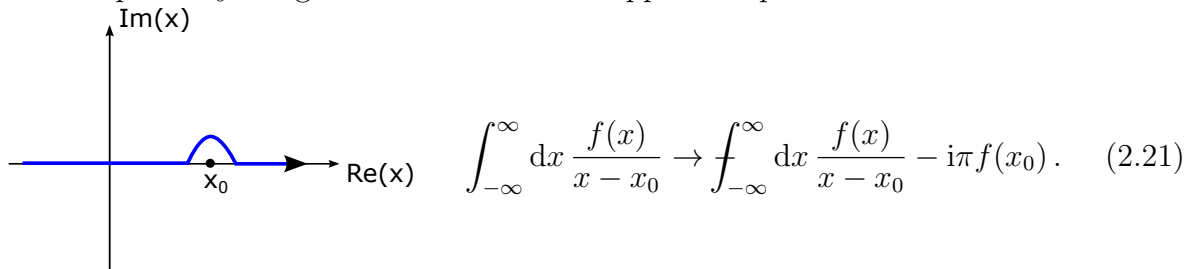 Im(x)
x₀
Re(x)
∫_{-∞}^{∞} dx f(x)/(x − x₀) → ⨍_{-∞}^{∞} dx f(x)/(x − x₀) − iπf(x₀) . (2.21)